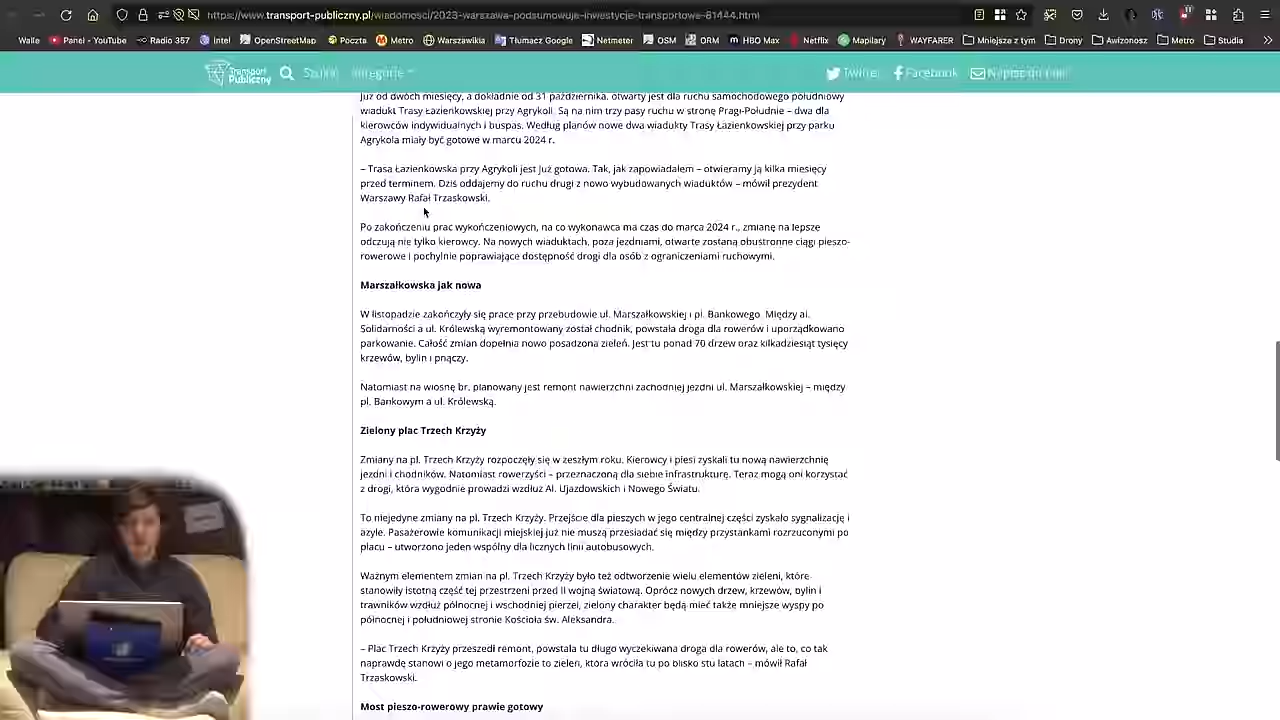 https://www.transport-publiczny.pl/wiadomosci/2023-warszawa-podsumowuje-inwestycje-transportowe-81444.html
Walle Panel - YouTube Radio 357 Intel OpenStreetMap Poczta Metro Warszawikia Tłumacz Google Netmeter OSM ORM HBO Max Netflix Mapilary WAYFARER Mniejsze z tym Drony Awizonosz Metro Studia
Transport Publiczny Szukaj Kategorie Twitter Facebook Napisz do nas
Już od dwóch miesięcy, a dokładnie od 31 października, otwarty jest dla ruchu samochodowego południowy
wiadukt Trasy Łazienkowskiej przy Agrykoli. Są na nim trzy pasy ruchu w stronę Pragi-Południe – dwa dla
kierowców indywidualnych i buspas. Według planów nowe dwa wiadukty Trasy Łazienkowskiej przy parku
Agrykola miały być gotowe w marcu 2024 r.
– Trasa Łazienkowska przy Agrykoli jest już gotowa. Tak, jak zapowiadałem – otwieramy ją kilka miesięcy
przed terminem. Dziś oddajemy do ruchu drugi z nowo wybudowanych wiaduktów – mówił prezydent
Warszawy Rafał Trzaskowski.
Po zakończeniu prac wykończeniowych, na co wykonawca ma czas do marca 2024 r., zmianę na lepsze
odczują nie tylko kierowcy. Na nowych wiaduktach, poza jezdniami, otwarte zostaną obustronne ciągi pieszo-
rowerowe i pochylnie poprawiające dostępność drogi dla osób z ograniczeniami ruchowymi.
Marszałkowska jak nowa
W listopadzie zakończyły się prace przy przebudowie ul. Marszałkowskiej i pl. Bankowego. Między al.
Solidarności a ul. Królewską wyremontowany został chodnik, powstała droga dla rowerów i uporządkowano
parkowanie. Całość zmian dopełnia nowo posadzona zieleń. Jest tu ponad 70 drzew oraz kilkadziesiąt tysięcy
krzewów, bylin i pnączy.
Natomiast na wiosnę br. planowany jest remont nawierzchni zachodniej jezdni ul. Marszałkowskiej – między
pl. Bankowym a ul. Królewską.
Zielony plac Trzech Krzyży
Zmiany na pl. Trzech Krzyży rozpoczęły się w zeszłym roku. Kierowcy i piesi zyskali tu nową nawierzchnię
jezdni i chodników. Natomiast rowerzyści – przeznaczoną dla siebie infrastrukturę. Teraz mogą oni korzystać
z drogi, która wygodnie prowadzi wzdłuż Al. Ujazdowskich i Nowego Światu.
To niejedyne zmiany na pl. Trzech Krzyży. Przejście dla pieszych w jego centralnej części zyskało sygnalizację i
azyle. Pasażerowie komunikacji miejskiej już nie muszą przesiadać się między przystankami rozrzuconymi po
placu – utworzono jeden wspólny dla licznych linii autobusowych.
Ważnym elementem zmian na pl. Trzech Krzyży było też odtworzenie wielu elementów zieleni, które
stanowiły istotną część tej przestrzeni przed II wojną światową. Oprócz nowych drzew, krzewów, bylin i
trawników wzdłuż północnej i wschodniej pierzei, zielony charakter będą mieć także mniejsze wyspy po
północnej i południowej stronie Kościoła św. Aleksandra.
– Plac Trzech Krzyży przeszedł remont, powstała tu długo wyczekiwana droga dla rowerów, ale to, co tak
naprawdę stanowi o jego metamorfozie to zieleń, która wróciła tu po blisko stu latach – mówił Rafał
Trzaskowski.
Most pieszo-rowerowy prawie gotowy